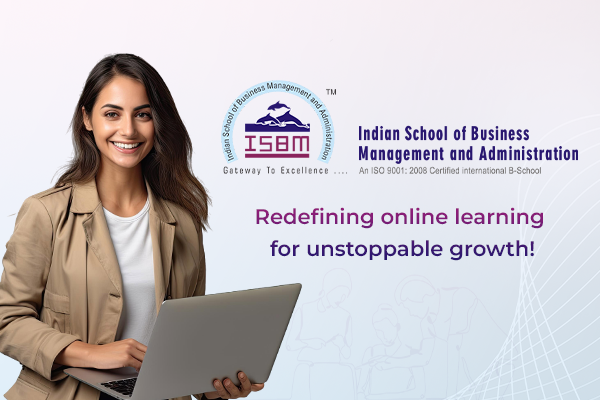 Indian School of Business Management and Administration
TM
ISBM
Gateway To Excellence ....
Indian School of Business
Management and Administration
An ISO 9001: 2008 Certified international B-School
Redefining online learning
for unstoppable growth!